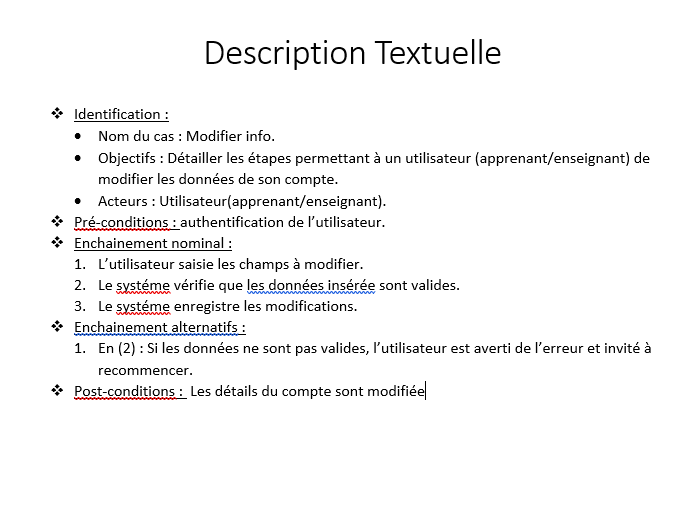 Description Textuelle
❖ Identification :
• Nom du cas : Modifier info.
• Objectifs : Détailler les étapes permettant à un utilisateur (apprenant/enseignant) de
modifier les données de son compte.
• Acteurs : Utilisateur(apprenant/enseignant).
❖ Pré-conditions : authentification de l’utilisateur.
❖ Enchainement nominal :
1. L’utilisateur saisie les champs à modifier.
2. Le systéme vérifie que les données insérée sont valides.
3. Le systéme enregistre les modifications.
❖ Enchainement alternatifs :
1. En (2) : Si les données ne sont pas valides, l’utilisateur est averti de l’erreur et invité à
recommencer.
❖ Post-conditions : Les détails du compte sont modifiée